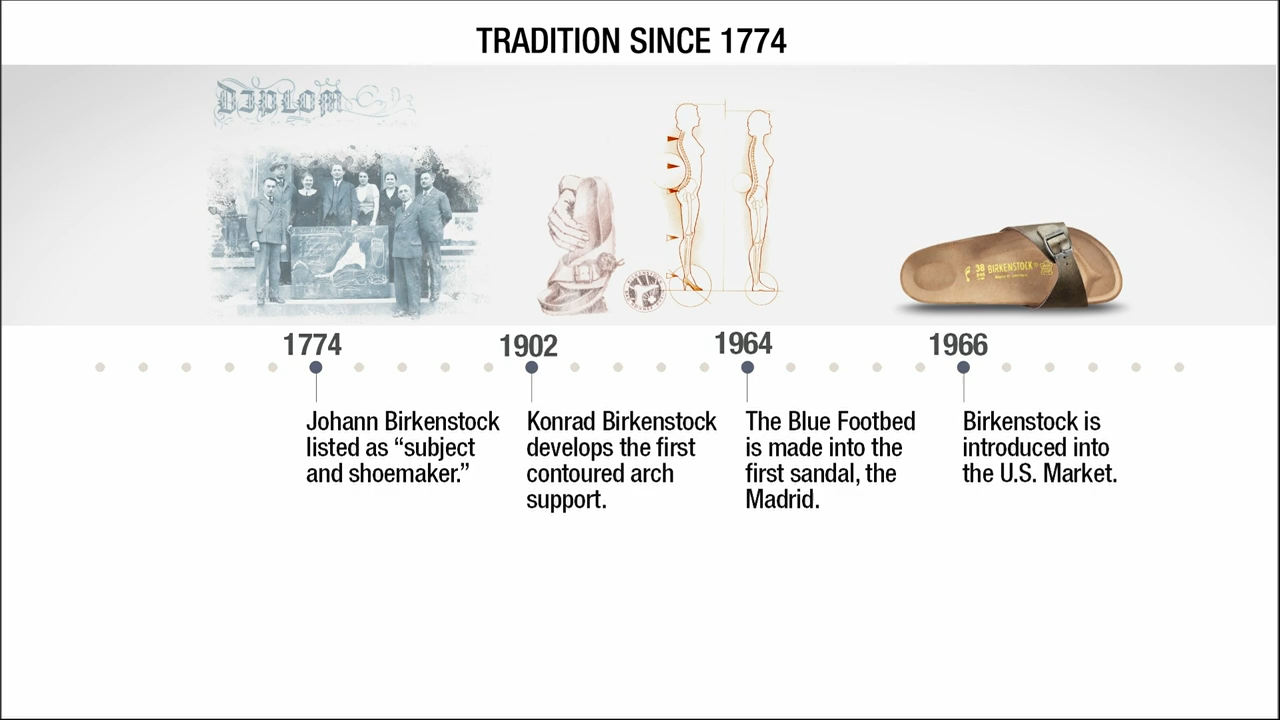 TRADITION SINCE 1774
Diplom
38
BIRKENSTOCK
1774
1902
1964
1966
Johann Birkenstock
listed as “subject
and shoemaker.”
Konrad Birkenstock
develops the first
contoured arch
support.
The Blue Footbed
is made into the
first sandal, the
Madrid.
Birkenstock is
introduced into
the U.S. Market.